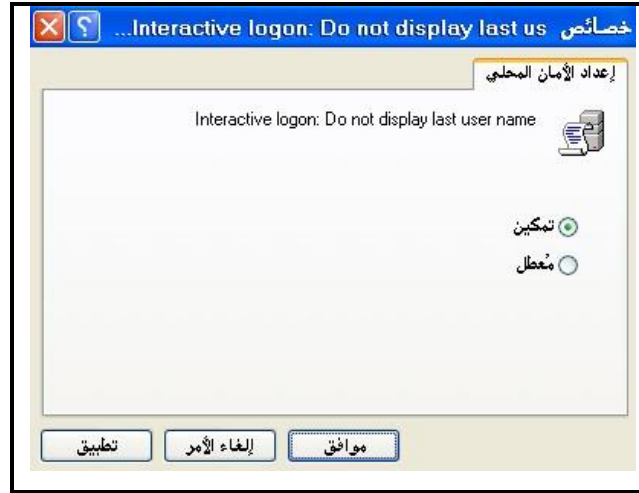 خصائص Interactive logon: Do not display last us...
إعداد الأمان المحلي
Interactive logon: Do not display last user name
تمكين
مُعطل
موافق إلغاء الأمر تطبيق